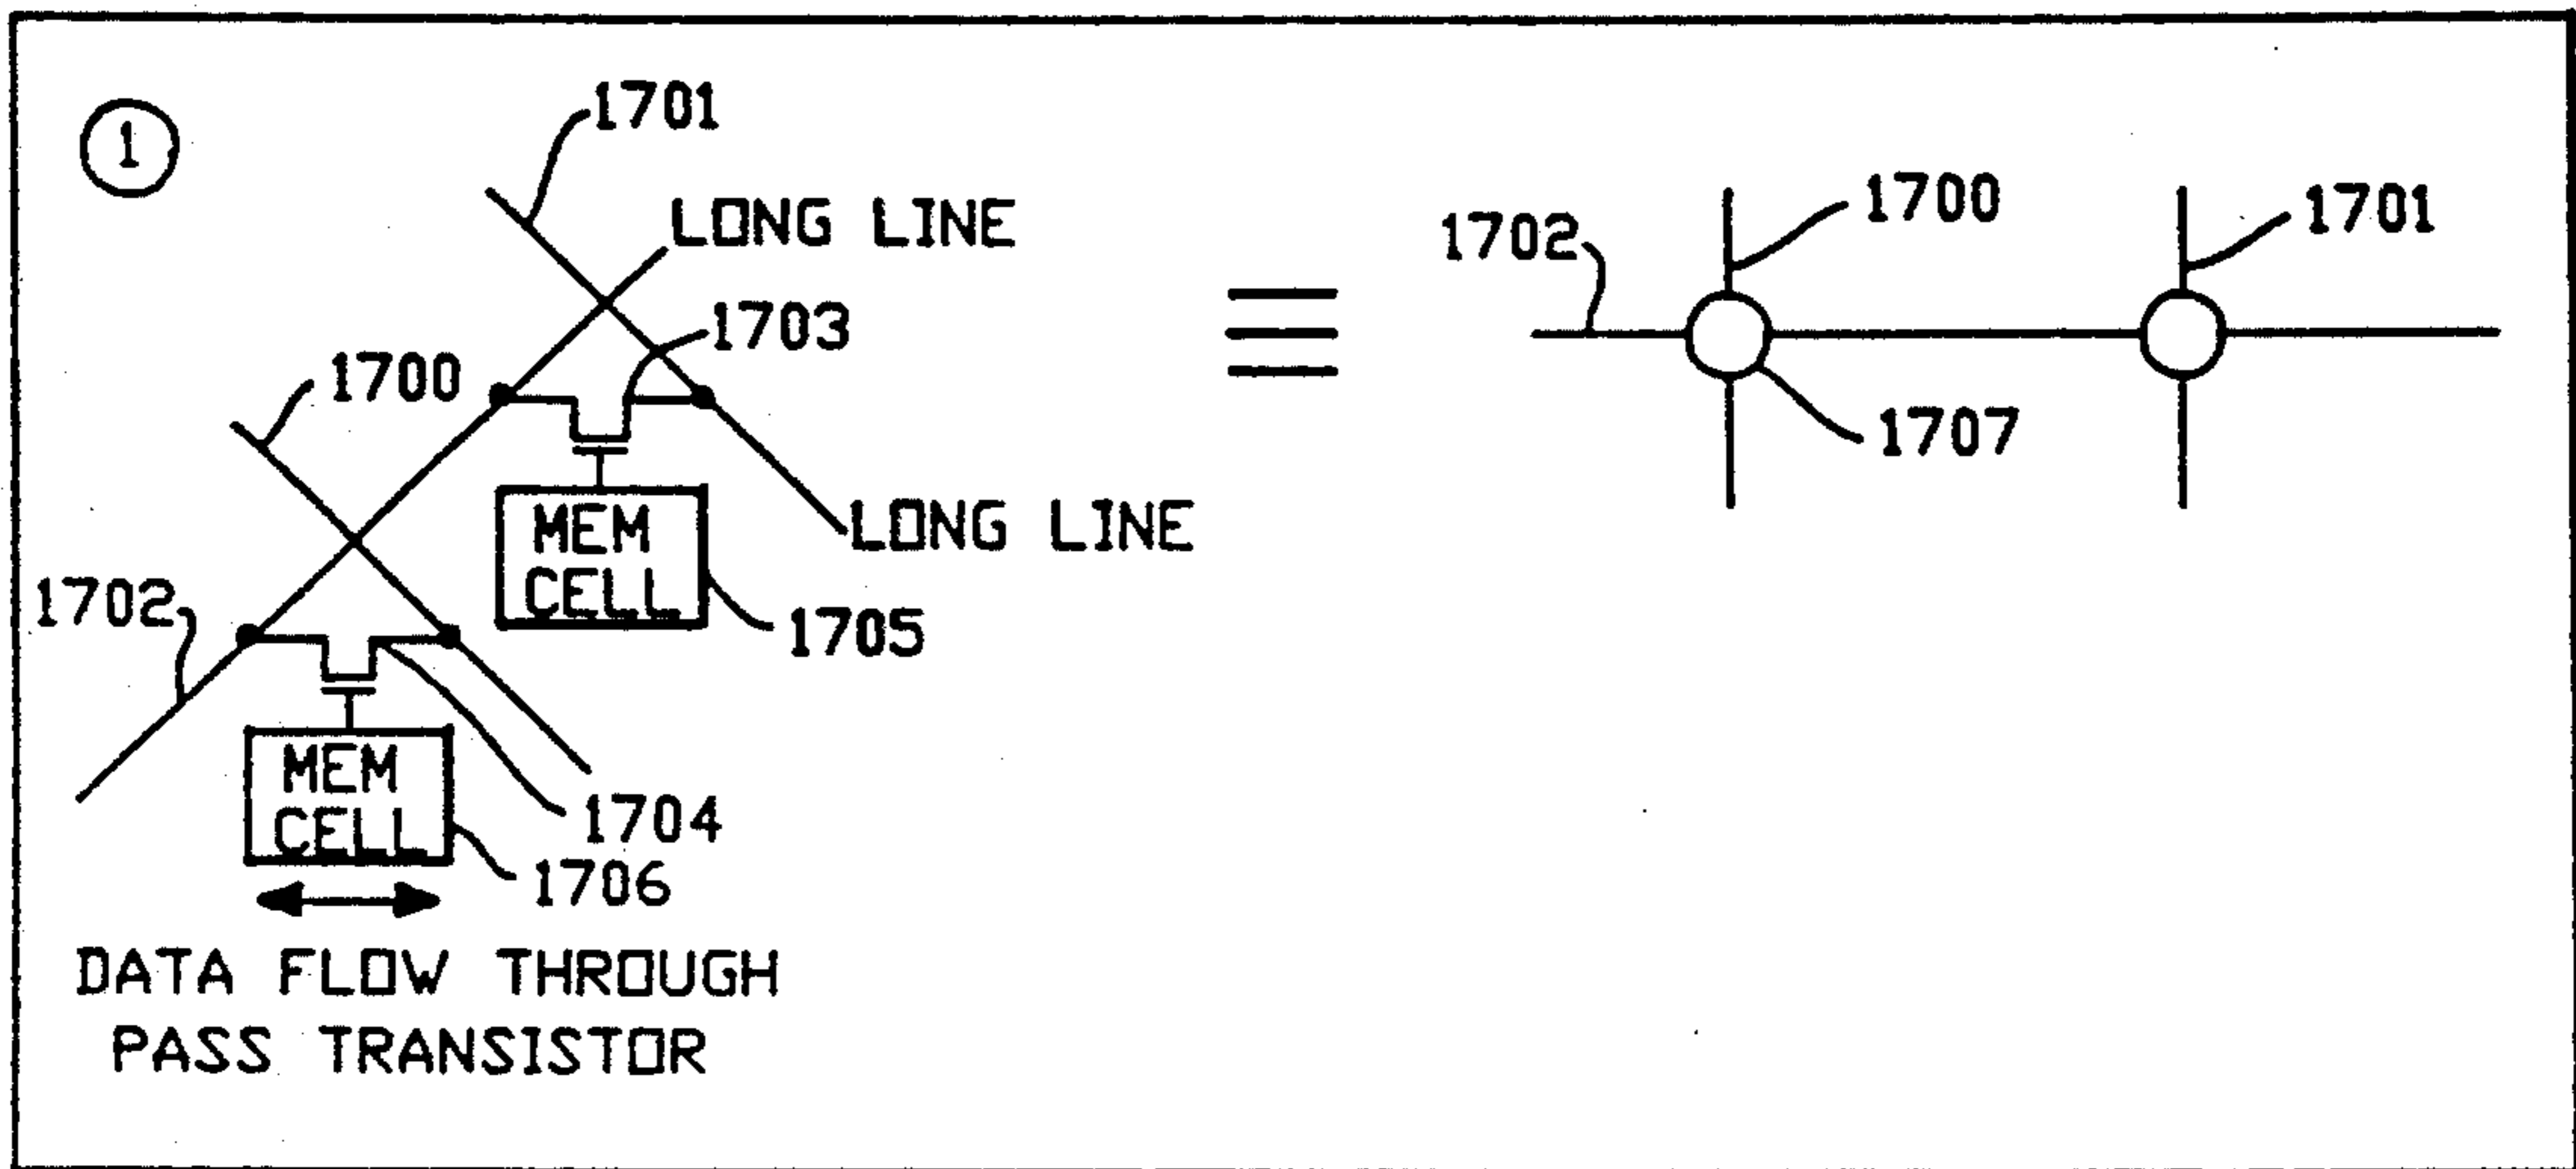 1
1701
LONG LINE
1703
1700
LONG LINE
MEM
CELL
1705
1702
MEM
CELL
1704
1706
DATA FLOW THROUGH
PASS TRANSISTOR
1702
1700
1701
1707